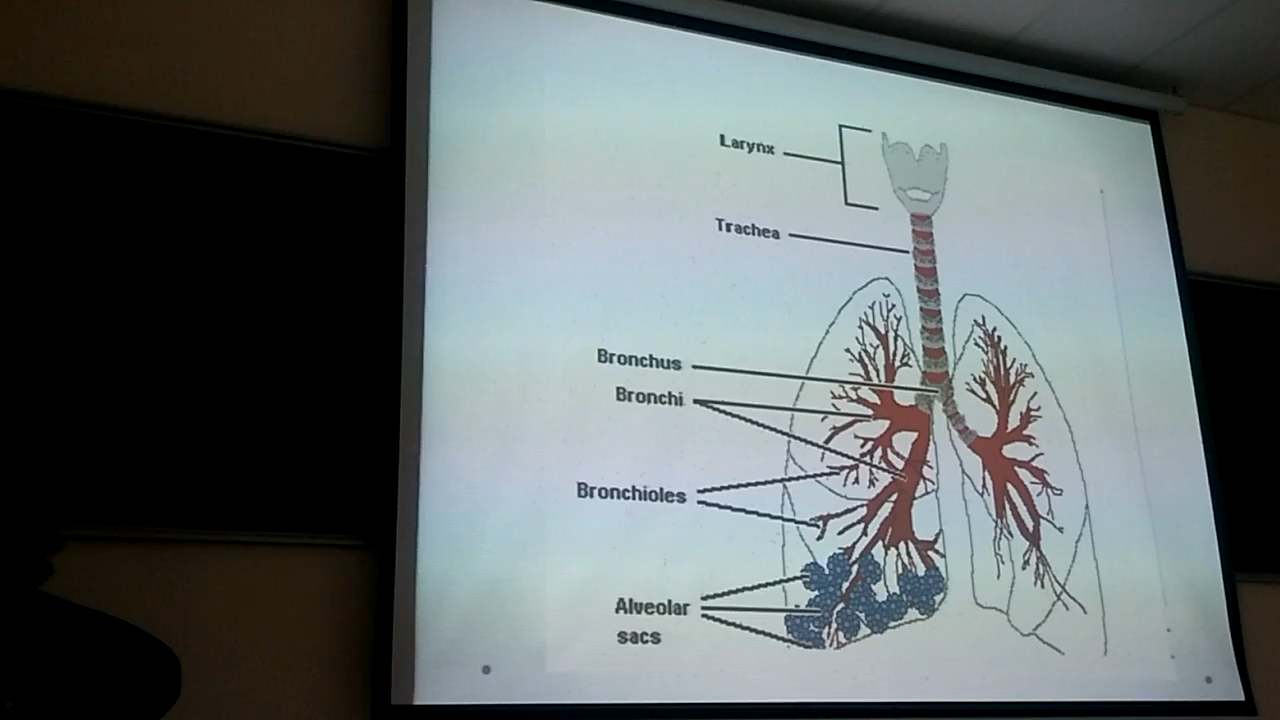 Larynx
Trachea
Bronchus
Bronchi
Bronchioles
Alveolar
sacs